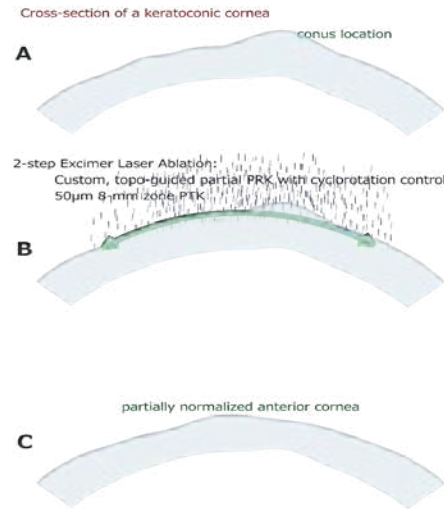 Cross-section of a keratoconic cornea
conus location
A
2-step Excimer Laser Ablation:
Custom, topo-guided partial PRK with cyclorotation control
50µm 8-mm zone PTK
B
partially normalized anterior cornea
C